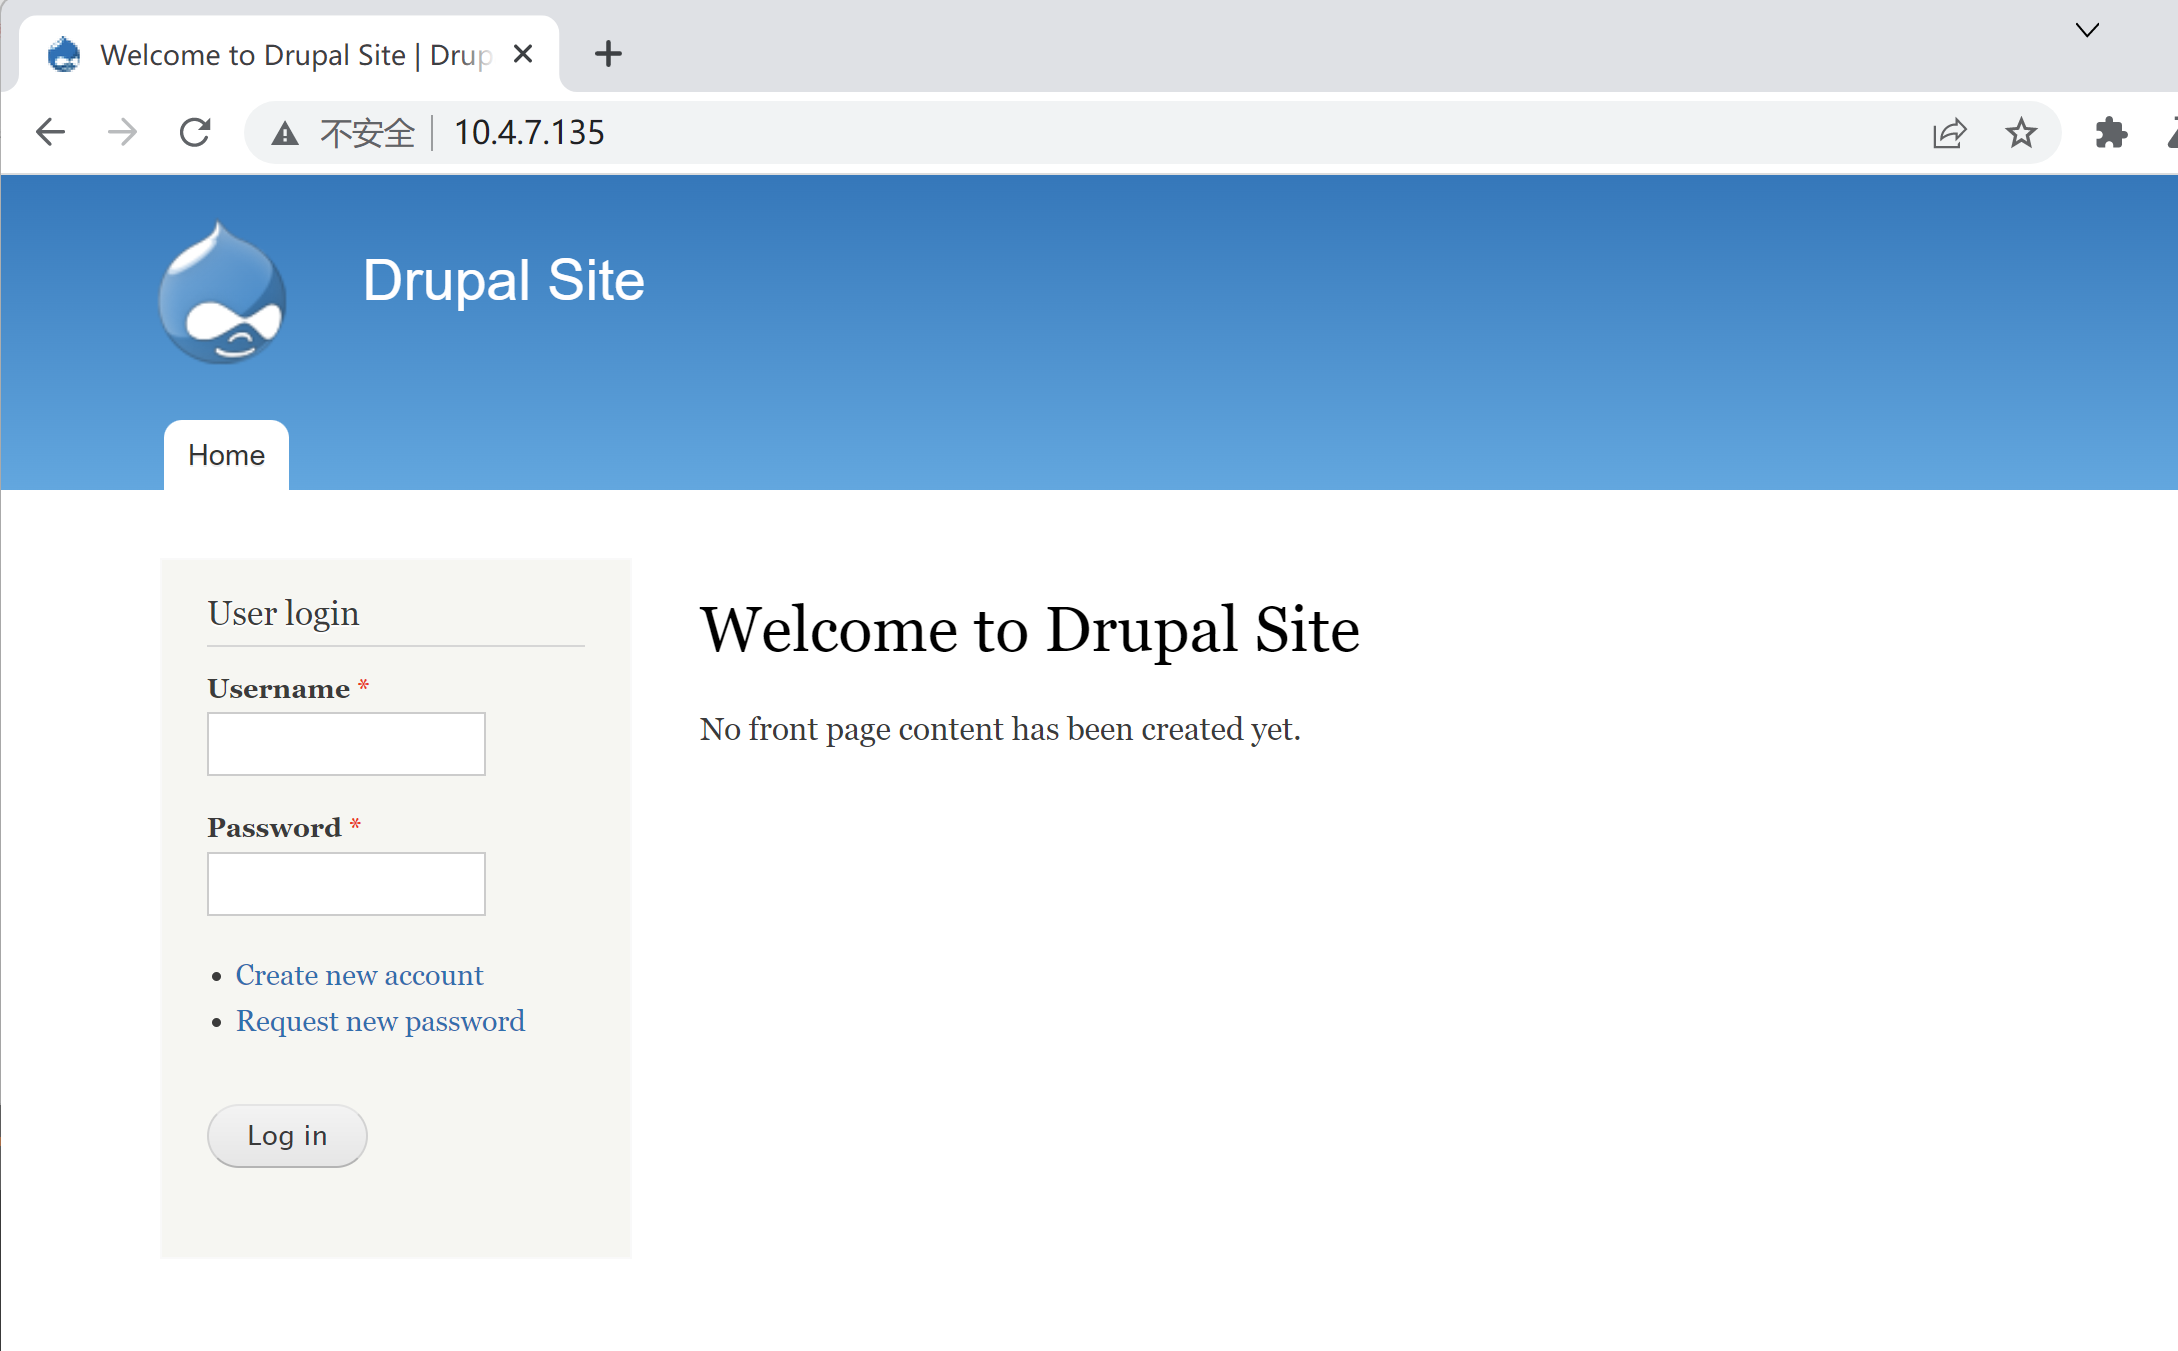 Welcome to Drupal Site | Drup
不安全 10.4.7.135
Drupal Site
Home
User login
Username *
Password *
Create new account
Request new password
Log in
Welcome to Drupal Site
No front page content has been created yet.